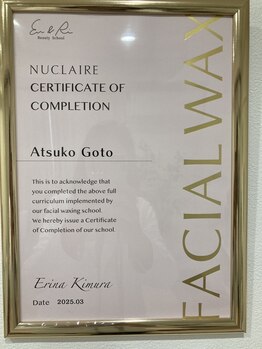 En & Ri
Beauty School
NUCLAIRE
CERTIFICATE OF
COMPLETION
Atsuko Goto
This is to acknowledge that
you completed the above full
curriculum implemented by
our facial waxing school.
We hereby issue a Certificate
of Completion of our school.
Erina Kimura
Date 2025.03
FACIAL WAX